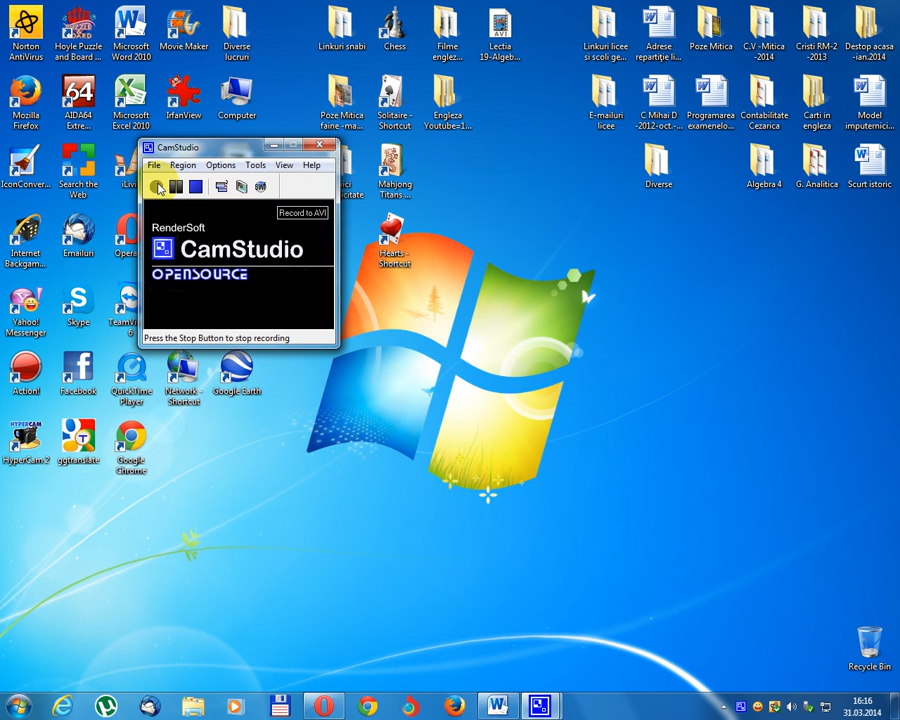 Norton
AntiVirus
Hoyle Puzzle
and Board ...
Microsoft
Word 2010
Movie Maker
Diverse
lucruri
Linkuri snabi
Chess
Filme
englez...
Lectia
19-Algeb...
Linkuri licee
si scoli ge...
Adrese
repartiţie li...
Poze Mitica
C.V -Mitica
-2014
Cristi RM-2
-2013
Destop acasa
-ian.2014
Mozilla
Firefox
AIDA64
Extre...
Microsoft
Excel 2010
IrfanView
Computer
Poze Mitica
faine -ma...
Solitaire -
Shortcut
Engleza
Youtube=1...
E-mailuri
licee
C Mihai D
-2012-oct.-...
Programarea
examenelo...
Contabilitate
Cezarica
Carti in
engleza
Model
imputernic...
IconConver...
Search the
Web
Mahjong
Titans ...
Diverse
Algebra 4
G. Analitica
Scurt istoric
CamStudio
File Region Options Tools View Help
Record to AVI
RenderSoft
CamStudio
OPENSOURCE
Press the Stop Button to stop recording
Internet
Backgam...
Emailuri
Hearts -
Shortcut
Yahoo!
Messenger
Skype
Action!
Facebook
QuickTime
Player
Network -
Shortcut
Google Earth
HYPERCAM
HyperCam 2
ggtranslate
Google
Chrome
Recycle Bin
16:16
31.03.2014